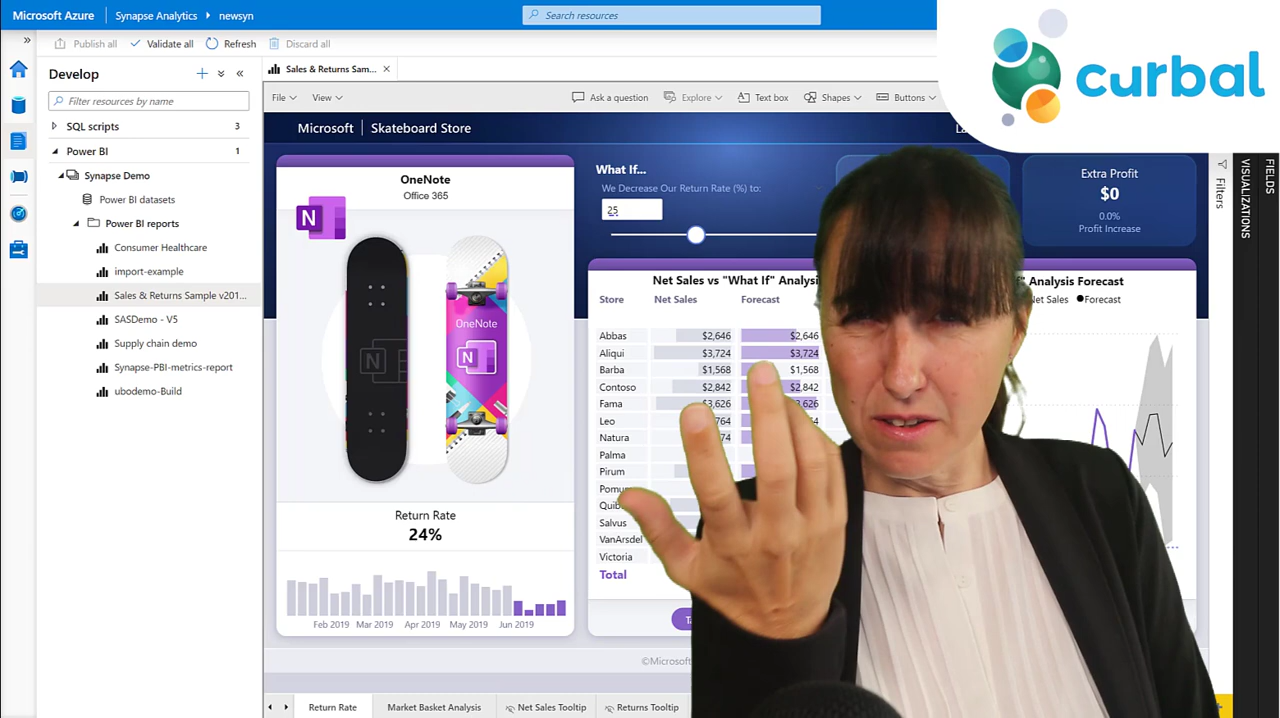 Microsoft Azure
Synapse Analytics
newsyn
Search resources
curbal
Publish all
Validate all
Refresh
Discard all
Develop
Filter resources by name
SQL scripts 3
Power BI 1
Synapse Demo
Power BI datasets
Power BI reports
Consumer Healthcare
import-example
Sales & Returns Sample v201...
SASDemo - V5
Supply chain demo
Synapse-PBI-metrics-report
ubodemo-Build
Sales & Returns Sam...
File
View
Ask a question
Explore
Text box
Shapes
Buttons
Microsoft | Skateboard Store
OneNote
Office 365
N
OneNote
N
N
Return Rate
24%
Feb 2019 Mar 2019 Apr 2019 May 2019 Jun 2019
What If...
We Decrease Our Return Rate (%) to:
25
Extra Profit
$0
0.0%
Profit Increase
Net Sales vs "What If" Analysi
Store Net Sales Forecast
Abbas $2,646 $2,646
Aliqui $3,724 $3,724
Barba $1,568 $1,568
Contoso $2,842 $2,842
Fama $3,626 3,626
Leo 764
Natura 74
Palma
Pirum
Salvus
VanArsdel
Victoria
Total
Analysis Forecast
Net Sales Forecast
©Microsoft
Filters
VISUALIZATIONS
FIELDS
Return Rate
Market Basket Analysis
Net Sales Tooltip
Returns Tooltip